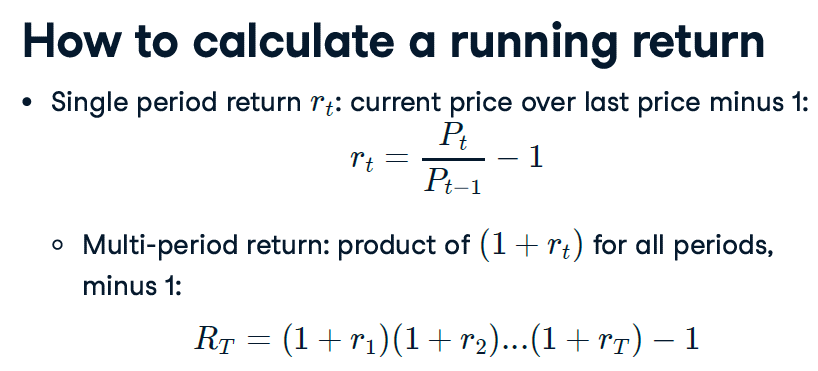 How to calculate a running return
• Single period return $r_t$: current price over last price minus 1:
$r_t = \frac{P_t}{P_{t-1}} - 1$
○ Multi-period return: product of $(1 + r_t)$ for all periods,
minus 1:
$R_T = (1 + r_1)(1 + r_2)...(1 + r_T) - 1$